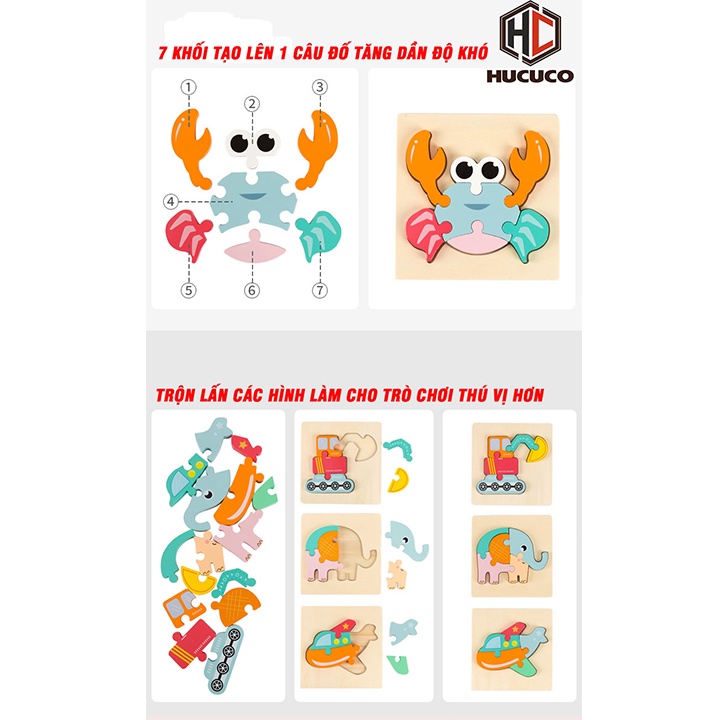 HC
7 KHỐI TẠO LÊN 1 CÂU ĐỐ TĂNG DẦN ĐỘ KHÓ
HUCUCO
1
2
3
4
5
6
7
TRỘN LẤN CÁC HÌNH LÀM CHO TRÒ CHƠI THÚ VỊ HƠN